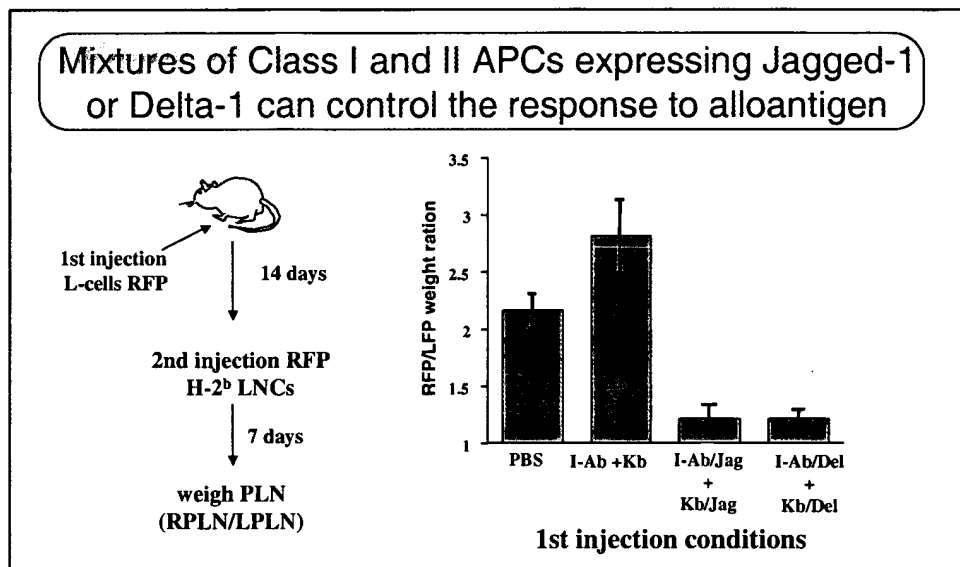 Mixtures of Class I and II APCs expressing Jagged-1
or Delta-1 can control the response to alloantigen
1st injection
L-cells RFP
14 days
2nd injection RFP
H-2ᵇ LNCs
7 days
weigh PLN
(RPLN/LPLN)
RFP/LFP weight ration
3.5
3
2.5
2
1.5
1
PBS
I-Ab +Kb
I-Ab/Jag
+
Kb/Jag
I-Ab/Del
+
Kb/Del
1st injection conditions